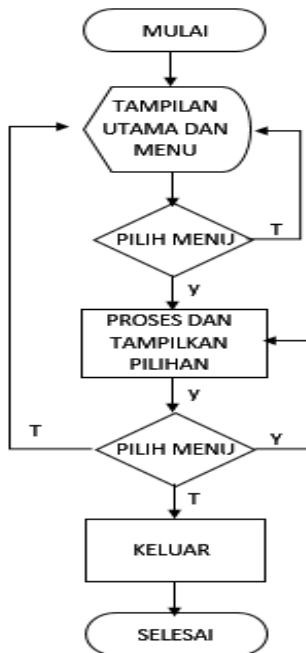 MULAI
TAMPILAN
UTAMA DAN
MENU
T
PILIH MENU
y
PROSES DAN
TAMPILKAN
PILIHAN
y
T
PILIH MENU
Y
T
KELUAR
SELESAI